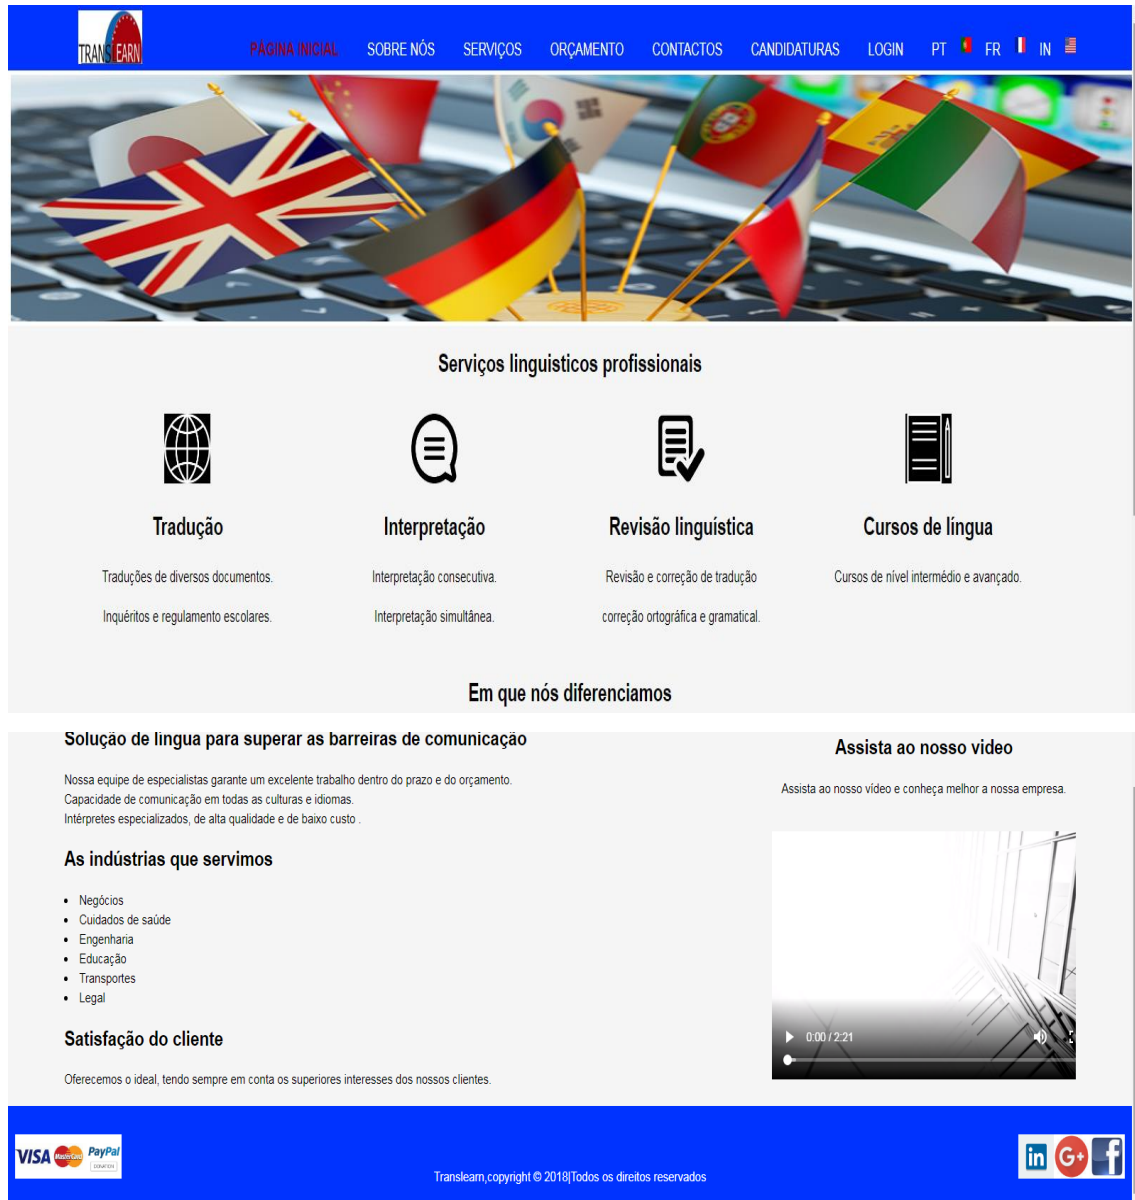 TRANSLEARN
PÁGINA INICIAL SOBRE NÓS SERVIÇOS ORÇAMENTO CONTACTOS CANDIDATURAS LOGIN PT FR IN
Serviços linguisticos profissionais
Tradução
Traduções de diversos documentos.
Inquéritos e regulamento escolares.
Interpretação
Interpretação consecutiva.
Interpretação simultânea.
Revisão linguística
Revisão e correção de tradução
correção ortográfica e gramatical.
Cursos de língua
Cursos de nível intermédio e avançado.
Em que nós diferenciamos
Solução de lingua para superar as barreiras de comunicação
Nossa equipe de especialistas garante um excelente trabalho dentro do prazo e do orçamento.
Capacidade de comunicação em todas as culturas e idiomas.
Intérpretes especializados, de alta qualidade e de baixo custo .
As indústrias que servimos
Negócios
Cuidados de saúde
Engenharia
Educação
Transportes
Legal
Satisfação do cliente
Oferecemos o ideal, tendo sempre em conta os superiores interesses dos nossos clientes.
Assista ao nosso video
Assista ao nosso vídeo e conheça melhor a nossa empresa.
0:00 / 2:21
VISA MasterCard PayPal
DONATION
Translearn,copyright © 2018|Todos os direitos reservados
in G+ f